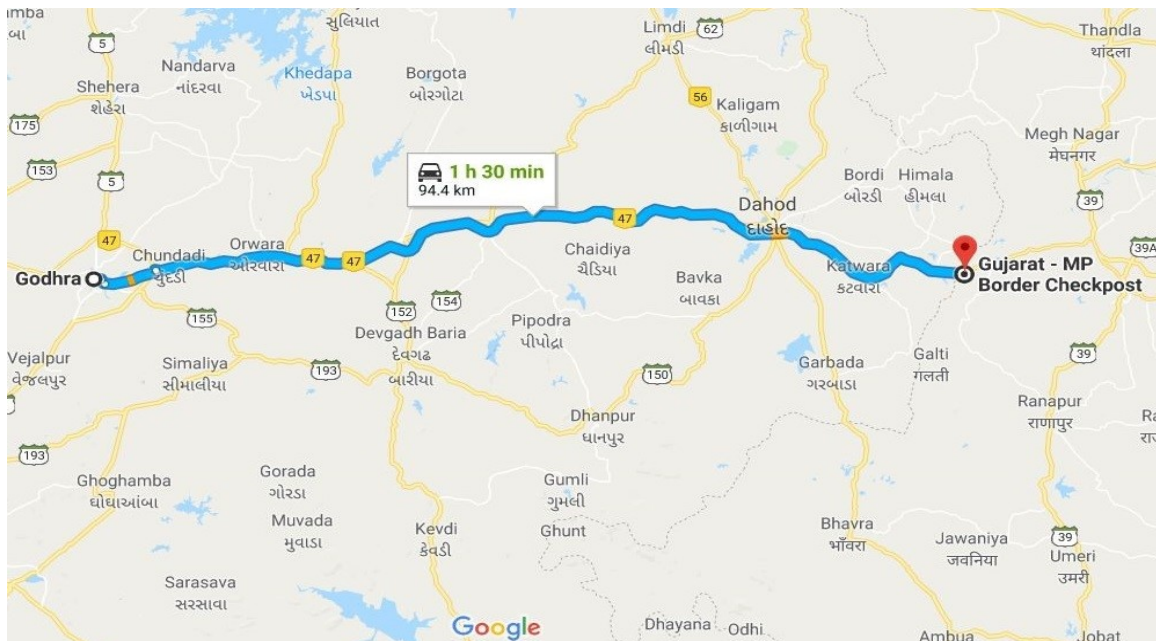 ba
બા
5
સુલિયાત
Limdi
લીમડી
62
Thandla
थांदला
Nandarva
નાંદરવા
Khedapa
ખેડપા
Borgota
બોરગોટા
Shehera
શેહેરા
56
Kaligam
કાળીગામ
175
Megh Nagar
मेघनगर
153
5
1 h 30 min
94.4 km
Bordi
બોરડી
Himala
હીમલા
39
Dahod
દાહોદ
47
47
39A
Chundadi
ચુંદડી
Orwara
ઓરવારા
47
47
Chaidiya
ચૈડિયા
Godhra
Katwara
કટવારા
Gujarat - MP
Border Checkpost
Bavka
બાવકા
154
152
155
Pipodra
પીપોદ્રા
Devgadh Baria
દેવગઢ
બારીયા
Vejalpur
વેજલપુર
Simaliya
સીમાલીયા
193
150
Garbada
ગરબાડા
Galti
ગલતી
39
Ranapur
રાણાપુર
Dhanpur
ધાનપુર
193
Ghoghamba
ઘોઘાઆંબા
Gorada
ગોરડા
Gumli
ગુમલી
Muvada
મુવાડા
Kevdi
કેવડી
Ghunt
Bhavra
भाँवरा
Jawaniya
जवनिया
39
Umeri
उमरी
Sarasava
સરસાવા
Google
Dhayana
Odhi
Ambua
Jobat